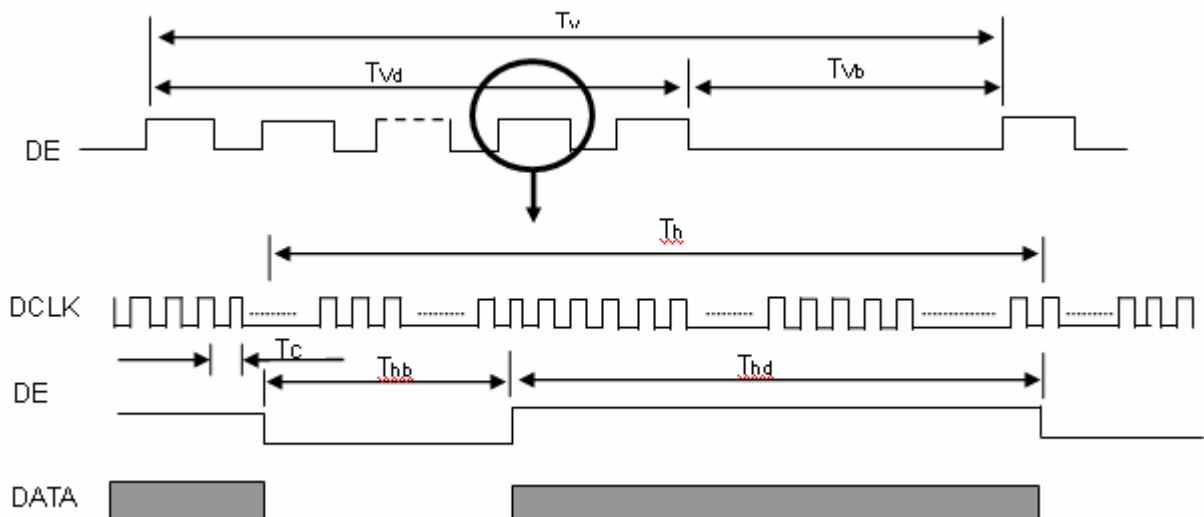 Tv
Tvd
Tvb
DE
Th
DCLK
Tc
Thb
Thd
DE
DATA